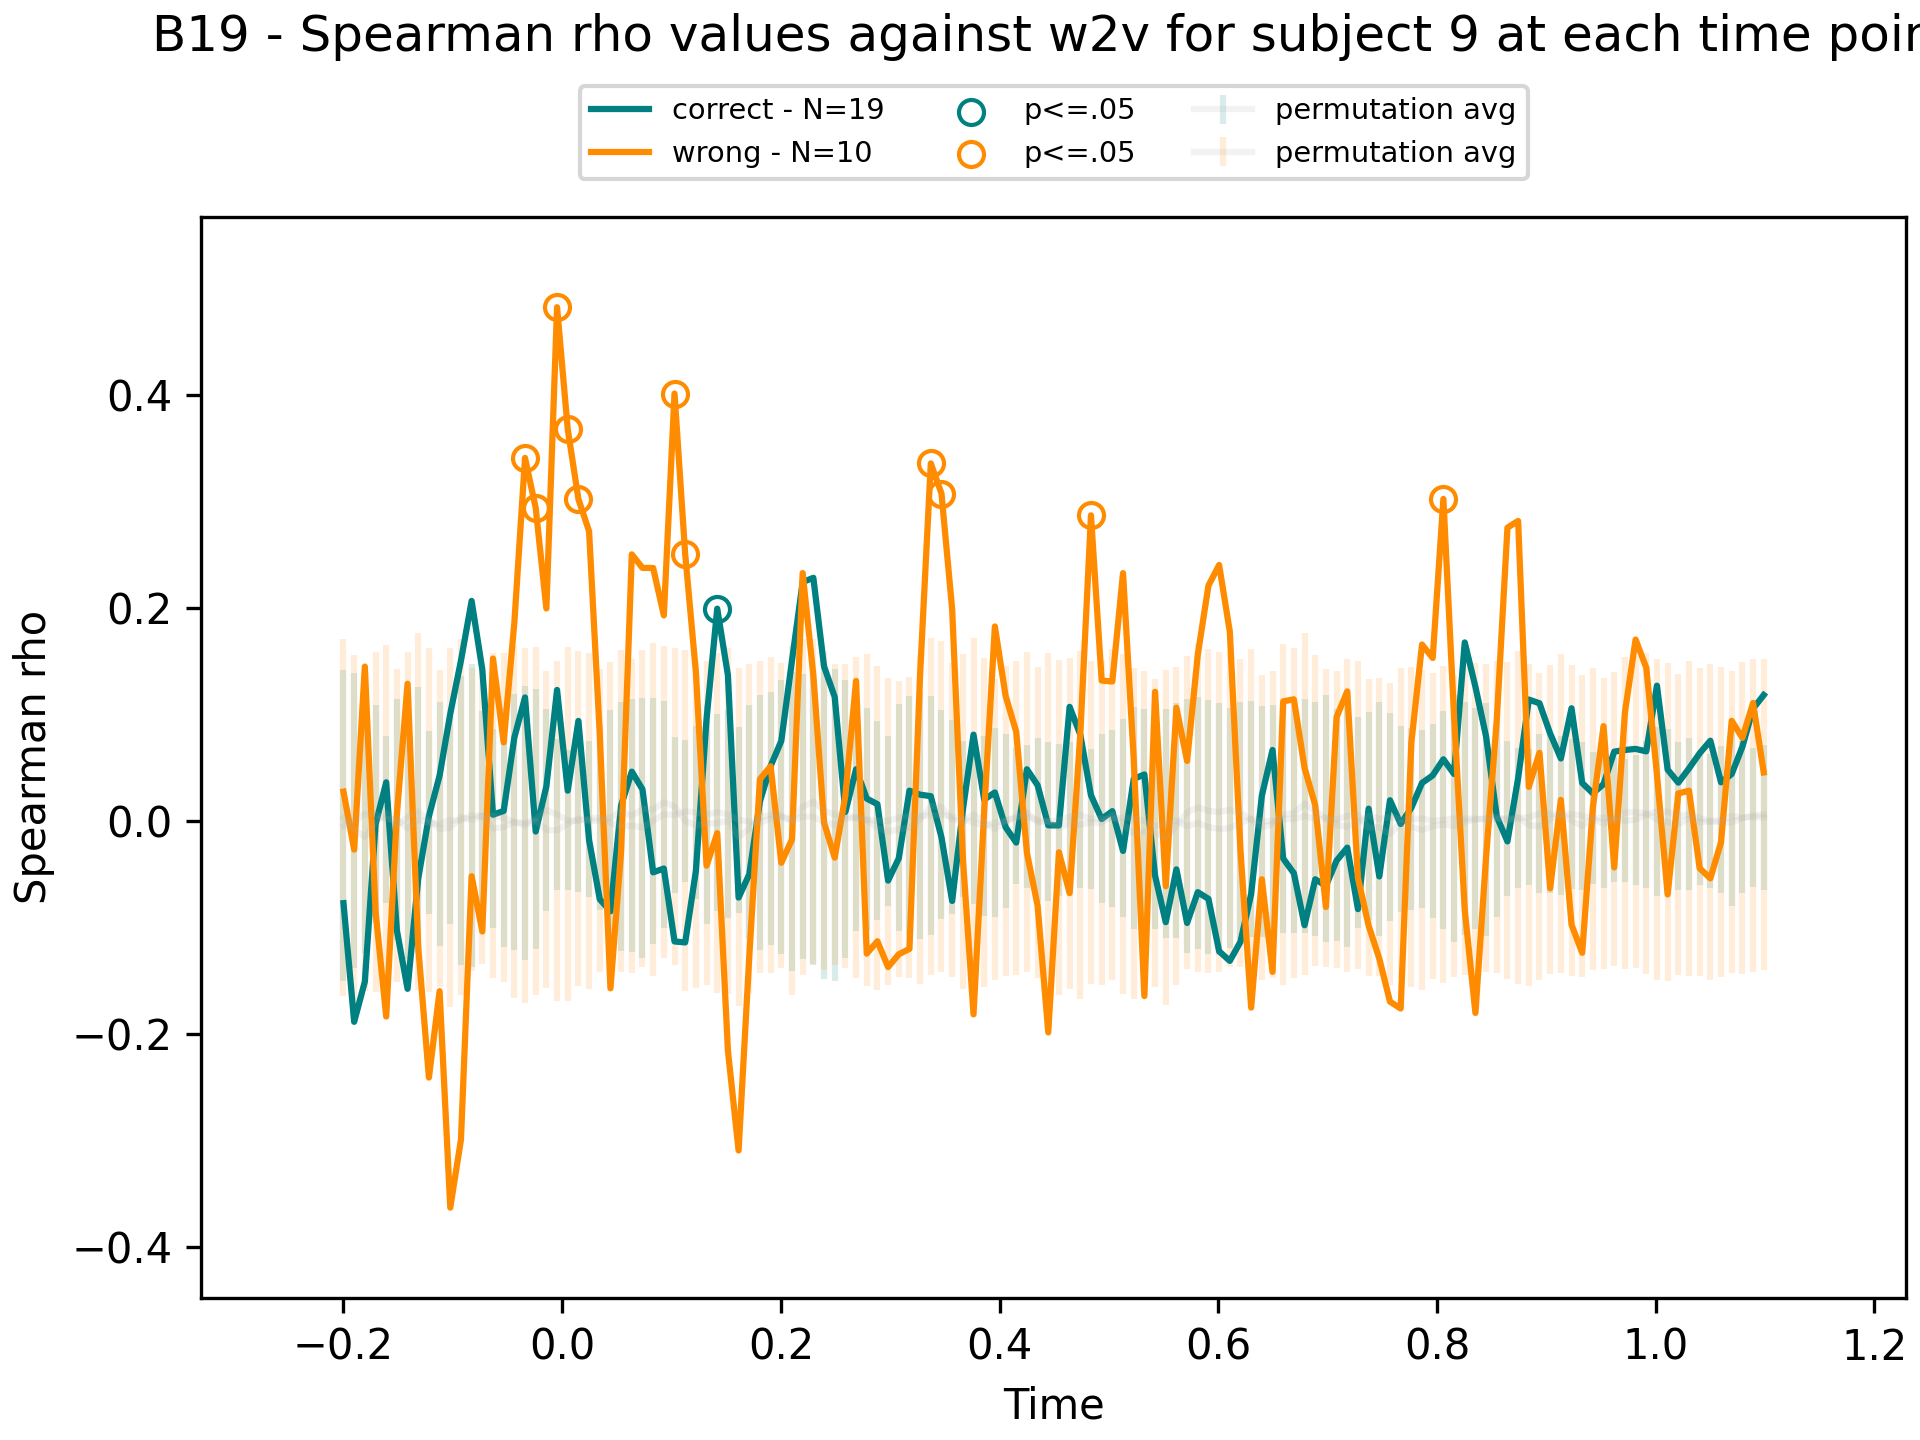 B19 - Spearman rho values against w2v for subject 9 at each time poin
correct - N=19 p<=.05 permutation avg
wrong - N=10 p<=.05 permutation avg
Spearman rho
0.4
0.2
0.0
−0.2
−0.4
−0.2 0.0 0.2 0.4 0.6 0.8 1.0 1.2
Time